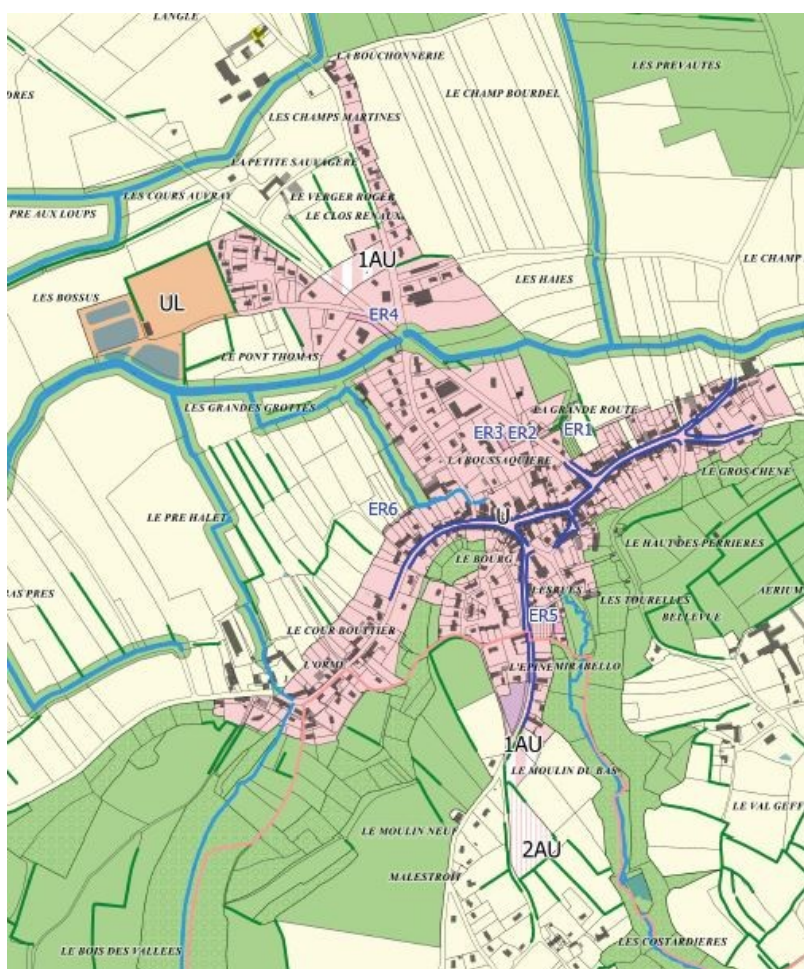 LANGLE
LA BOUCHONNERIE
LES PREVAUTES
DRES
LE CHAMP BOURDEL
LES CHAMPS MARTINES
LA PETITE SAUVAGERE
LES COURS AUVRAY
LE VERGER ROGER
PRE AUX LOUPS
LE CLOS RENAUX
1AU
LE CHAMP
LES HAIES
LES BOSSUS
UL
ER4
LE PONT THOMAS
LES GRANDES GROTTES
LA GRANDE ROUTE
ER3 ER2
ER1
LA BOUSSAQUIERE
LE GROS CHENE
ER6
LE PRE HALET
U
LE HAUT DES PERRIERES
LE BOURG
AS PRES
LES TOURELLES
AERIUM
BELLEVUE
ER5
LE COUR BOUTTIER
L'EPINE
MIRABELLO
1AU
LE MOULIN DU BAS
LE VAL GEFF
LE MOULIN NEUF
2AU
MALESTROIT
LE BOIS DES VALLEES
LES COSTARDIERES